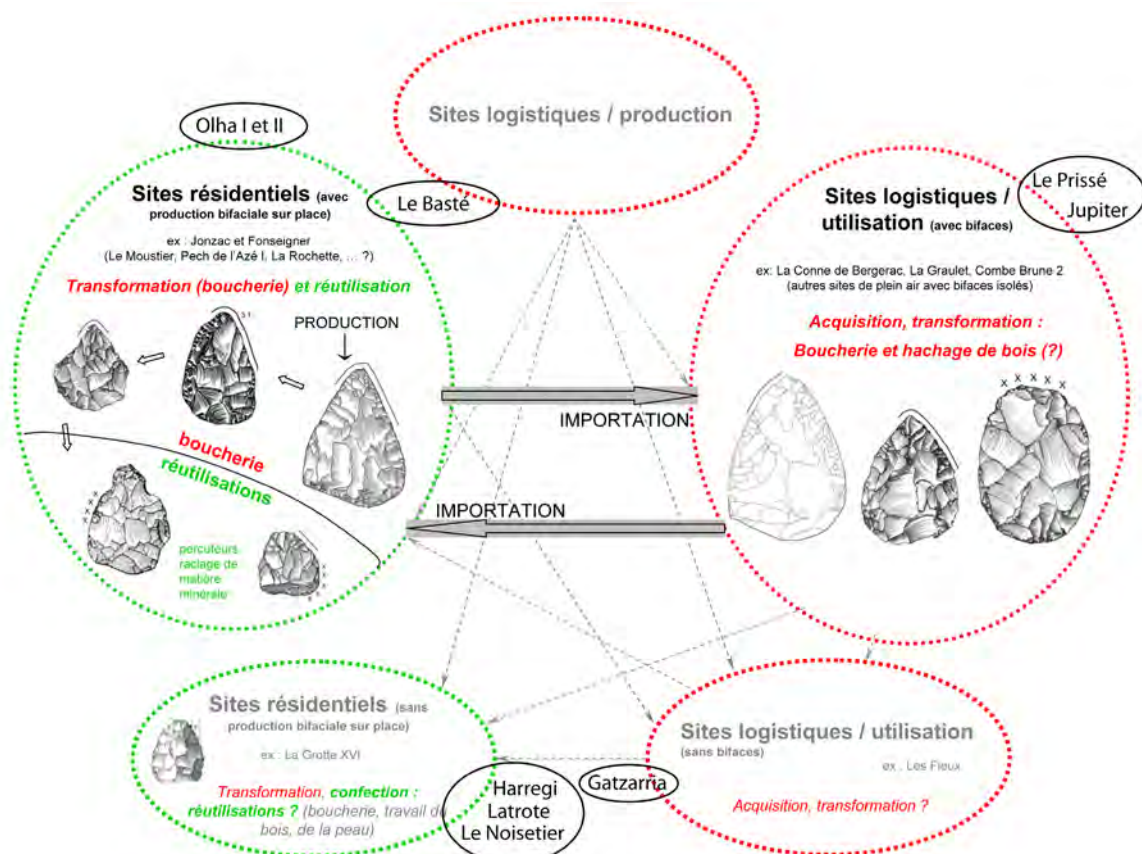 Sites logistiques / production
Olha I et II
Sites résidentiels (avec
production bifaciale sur place)
Le Basté
ex : Jonzac et Fonseigner
(Le Moustier, Pech de l'Azé I, La Rochette, ... ?)
Transformation (boucherie) et réutilisation
PRODUCTION
boucherie
réutilisations
percuteurs
raclage de
matière
minérale
IMPORTATION
IMPORTATION
Le Prissé
Jupiter
Sites logistiques /
utilisation (avec bifaces)
ex: La Conne de Bergerac, La Graulet, Combe Brune 2
(autres sites de plein air avec bifaces isolés)
Acquisition, transformation :
Boucherie et hachage de bois (?)
x x x x x
x x x x
x x x x
Sites résidentiels (sans
production bifaciale sur place)
ex : La Grotte XVI
Transformation, confection :
réutilisations ? (boucherie, travail du
bois, de la peau)
Harregi
Latrote
Le Noisetier
Gatzarria
Sites logistiques / utilisation
(sans bifaces)
ex : Les Fieux
Acquisition, transformation ?